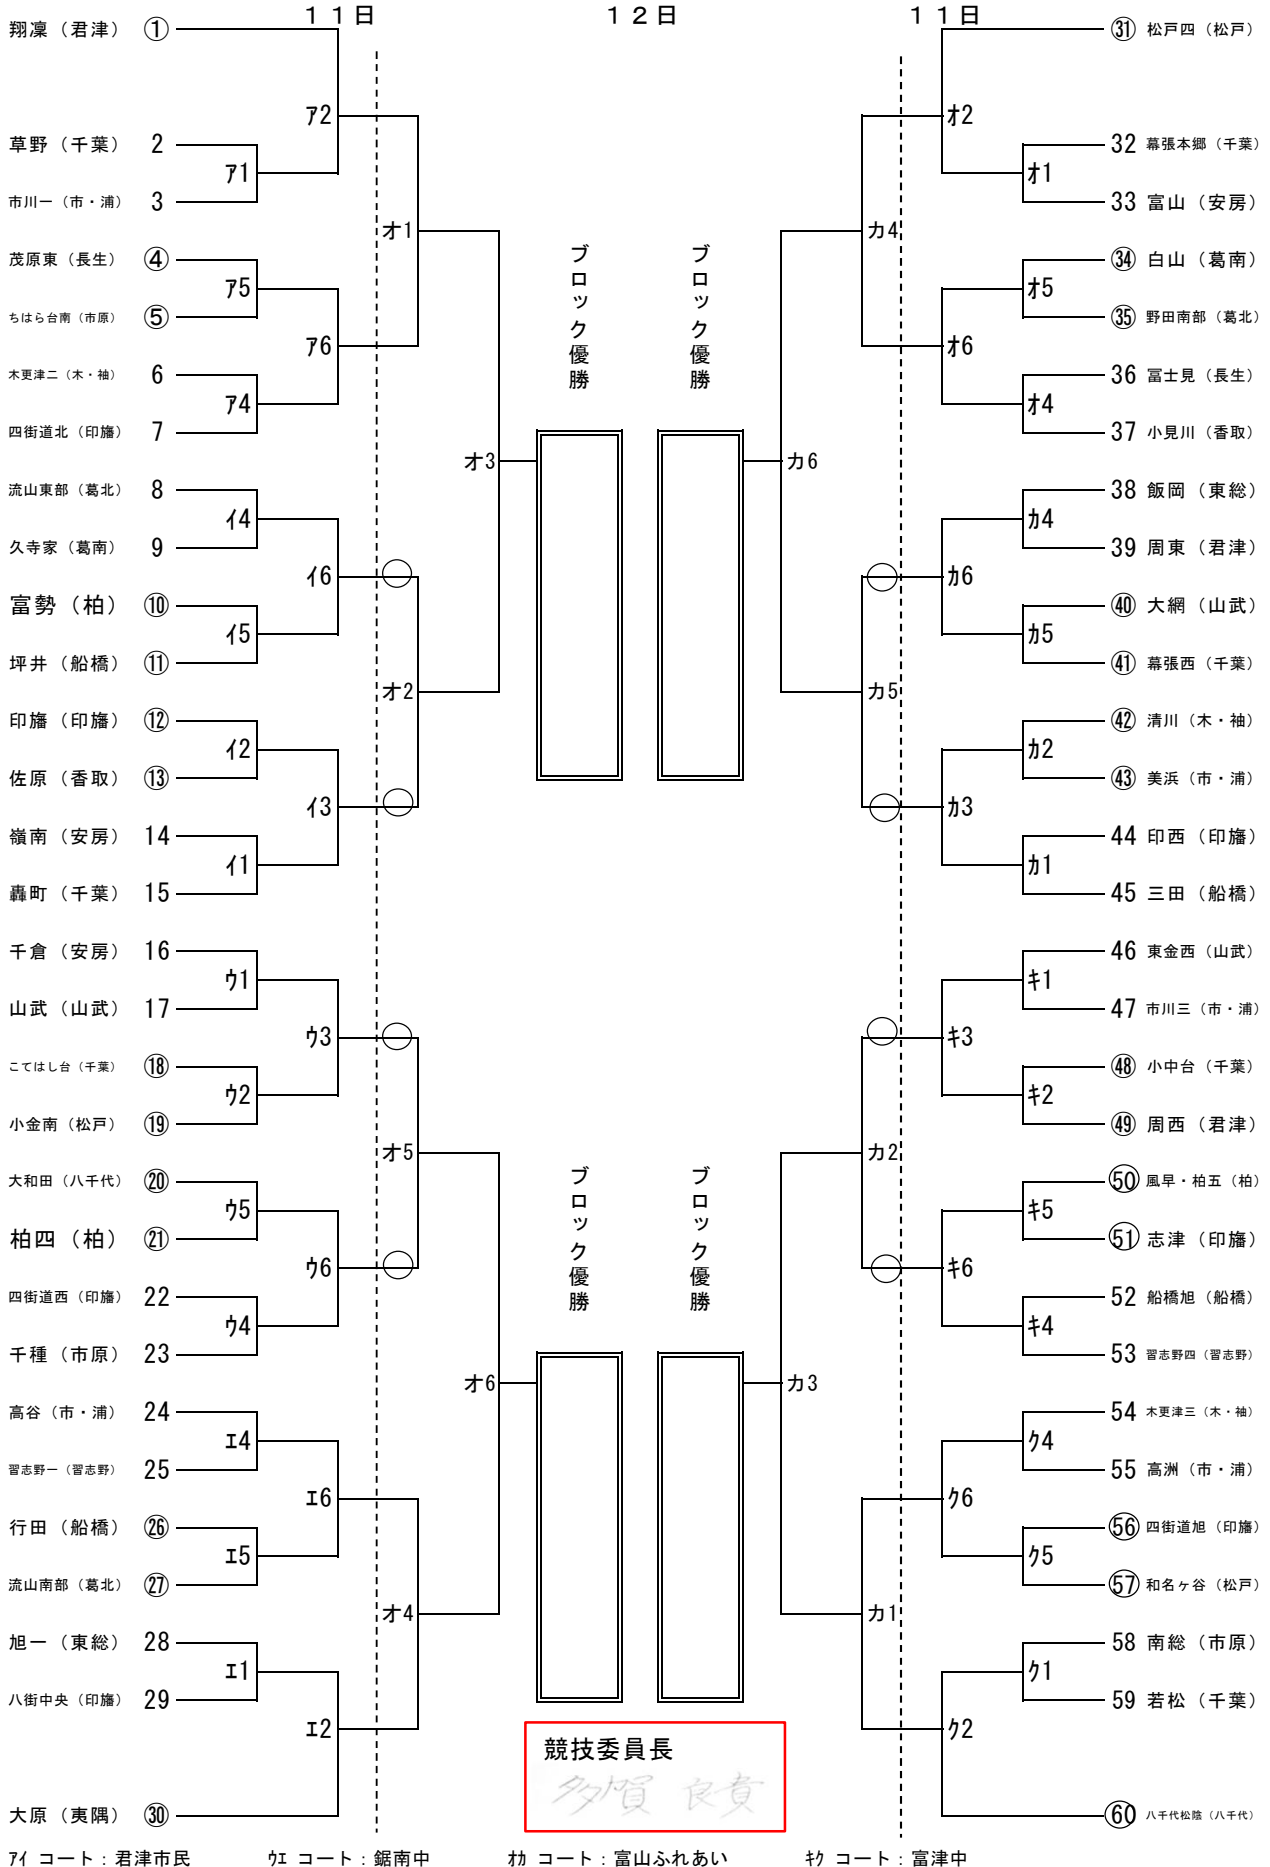 １１日
１２日
１１日
翔凜（君津） ①
草野（千葉） 2
市川一（市・浦） 3
茂原東（長生） ④
ちはら台南（市原） ⑤
木更津二（木・袖） 6
四街道北（印旛） 7
流山東部（葛北） 8
久寺家（葛南） 9
富勢（柏） ⑩
坪井（船橋） ⑪
印旛（印旛） ⑫
佐原（香取） ⑬
嶺南（安房） 14
轟町（千葉） 15
千倉（安房） 16
山武（山武） 17
こてはし台（千葉） ⑱
小金南（松戸） ⑲
大和田（八千代） ⑳
柏四（柏） ㉑
四街道西（印旛） 22
千種（市原） 23
高谷（市・浦） 24
習志野一（習志野） 25
行田（船橋） ㉖
流山南部（葛北） ㉗
旭一（東総） 28
八街中央（印旛） 29
大原（夷隅） ㉚
ｱ2
ｱ1
ｱ5
ｱ6
ｱ4
ｲ4
ｲ6
ｲ5
ｲ2
ｲ3
ｲ1
ｳ1
ｳ3
ｳ2
ｳ5
ｳ6
ｳ4
ｴ4
ｴ6
ｴ5
ｴ1
ｴ2
オ1
オ3
オ2
オ5
オ6
オ4
ブロック優勝
ブロック優勝
ブロック優勝
ブロック優勝
カ4
カ6
カ5
カ2
カ3
カ1
ｵ2
ｵ1
ｵ5
ｵ6
ｵ4
ｶ4
ｶ6
ｶ5
ｶ2
ｶ3
ｶ1
ｷ1
ｷ3
ｷ2
ｷ5
ｷ6
ｷ4
ｸ4
ｸ6
ｸ5
ｸ1
ｸ2
㉛ 松戸四（松戸）
32 幕張本郷（千葉）
33 富山（安房）
㉞ 白山（葛南）
㉟ 野田南部（葛北）
36 冨士見（長生）
37 小見川（香取）
38 飯岡（東総）
39 周東（君津）
㊵ 大網（山武）
㊶ 幕張西（千葉）
㊷ 清川（木・袖）
㊸ 美浜（市・浦）
44 印西（印旛）
45 三田（船橋）
46 東金西（山武）
47 市川三（市・浦）
㊽ 小中台（千葉）
㊾ 周西（君津）
㊿ 風早・柏五（柏）
51 志津（印旛）
52 船橋旭（船橋）
53 習志野四（習志野）
54 木更津三（木・袖）
55 高洲（市・浦）
56 四街道旭（印旛）
57 和名ヶ谷（松戸）
58 南総（市原）
59 若松（千葉）
60 八千代松陰（八千代）
競技委員長
多賀 良貴
ｱｲ コート：君津市民
ｳｴ コート：鋸南中
ｵｶ コート：富山ふれあい
ｷｸ コート：富津中